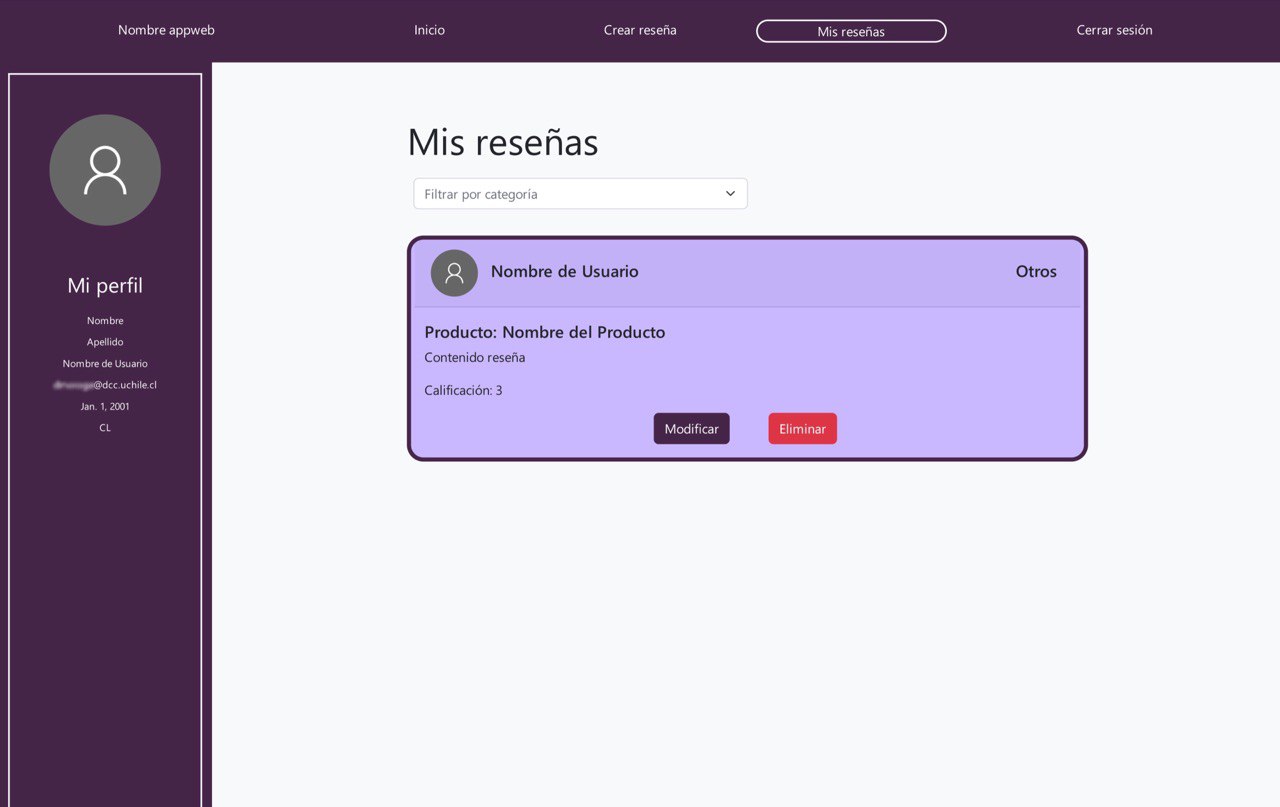 Nombre appweb
Inicio
Crear reseña
Mis reseñas
Cerrar sesión
Mi perfil
Nombre
Apellido
Nombre de Usuario
@dcc.uchile.cl
Jan. 1, 2001
CL
Mis reseñas
Filtrar por categoría
Nombre de Usuario
Otros
Producto: Nombre del Producto
Contenido reseña
Calificación: 3
Modificar
Eliminar